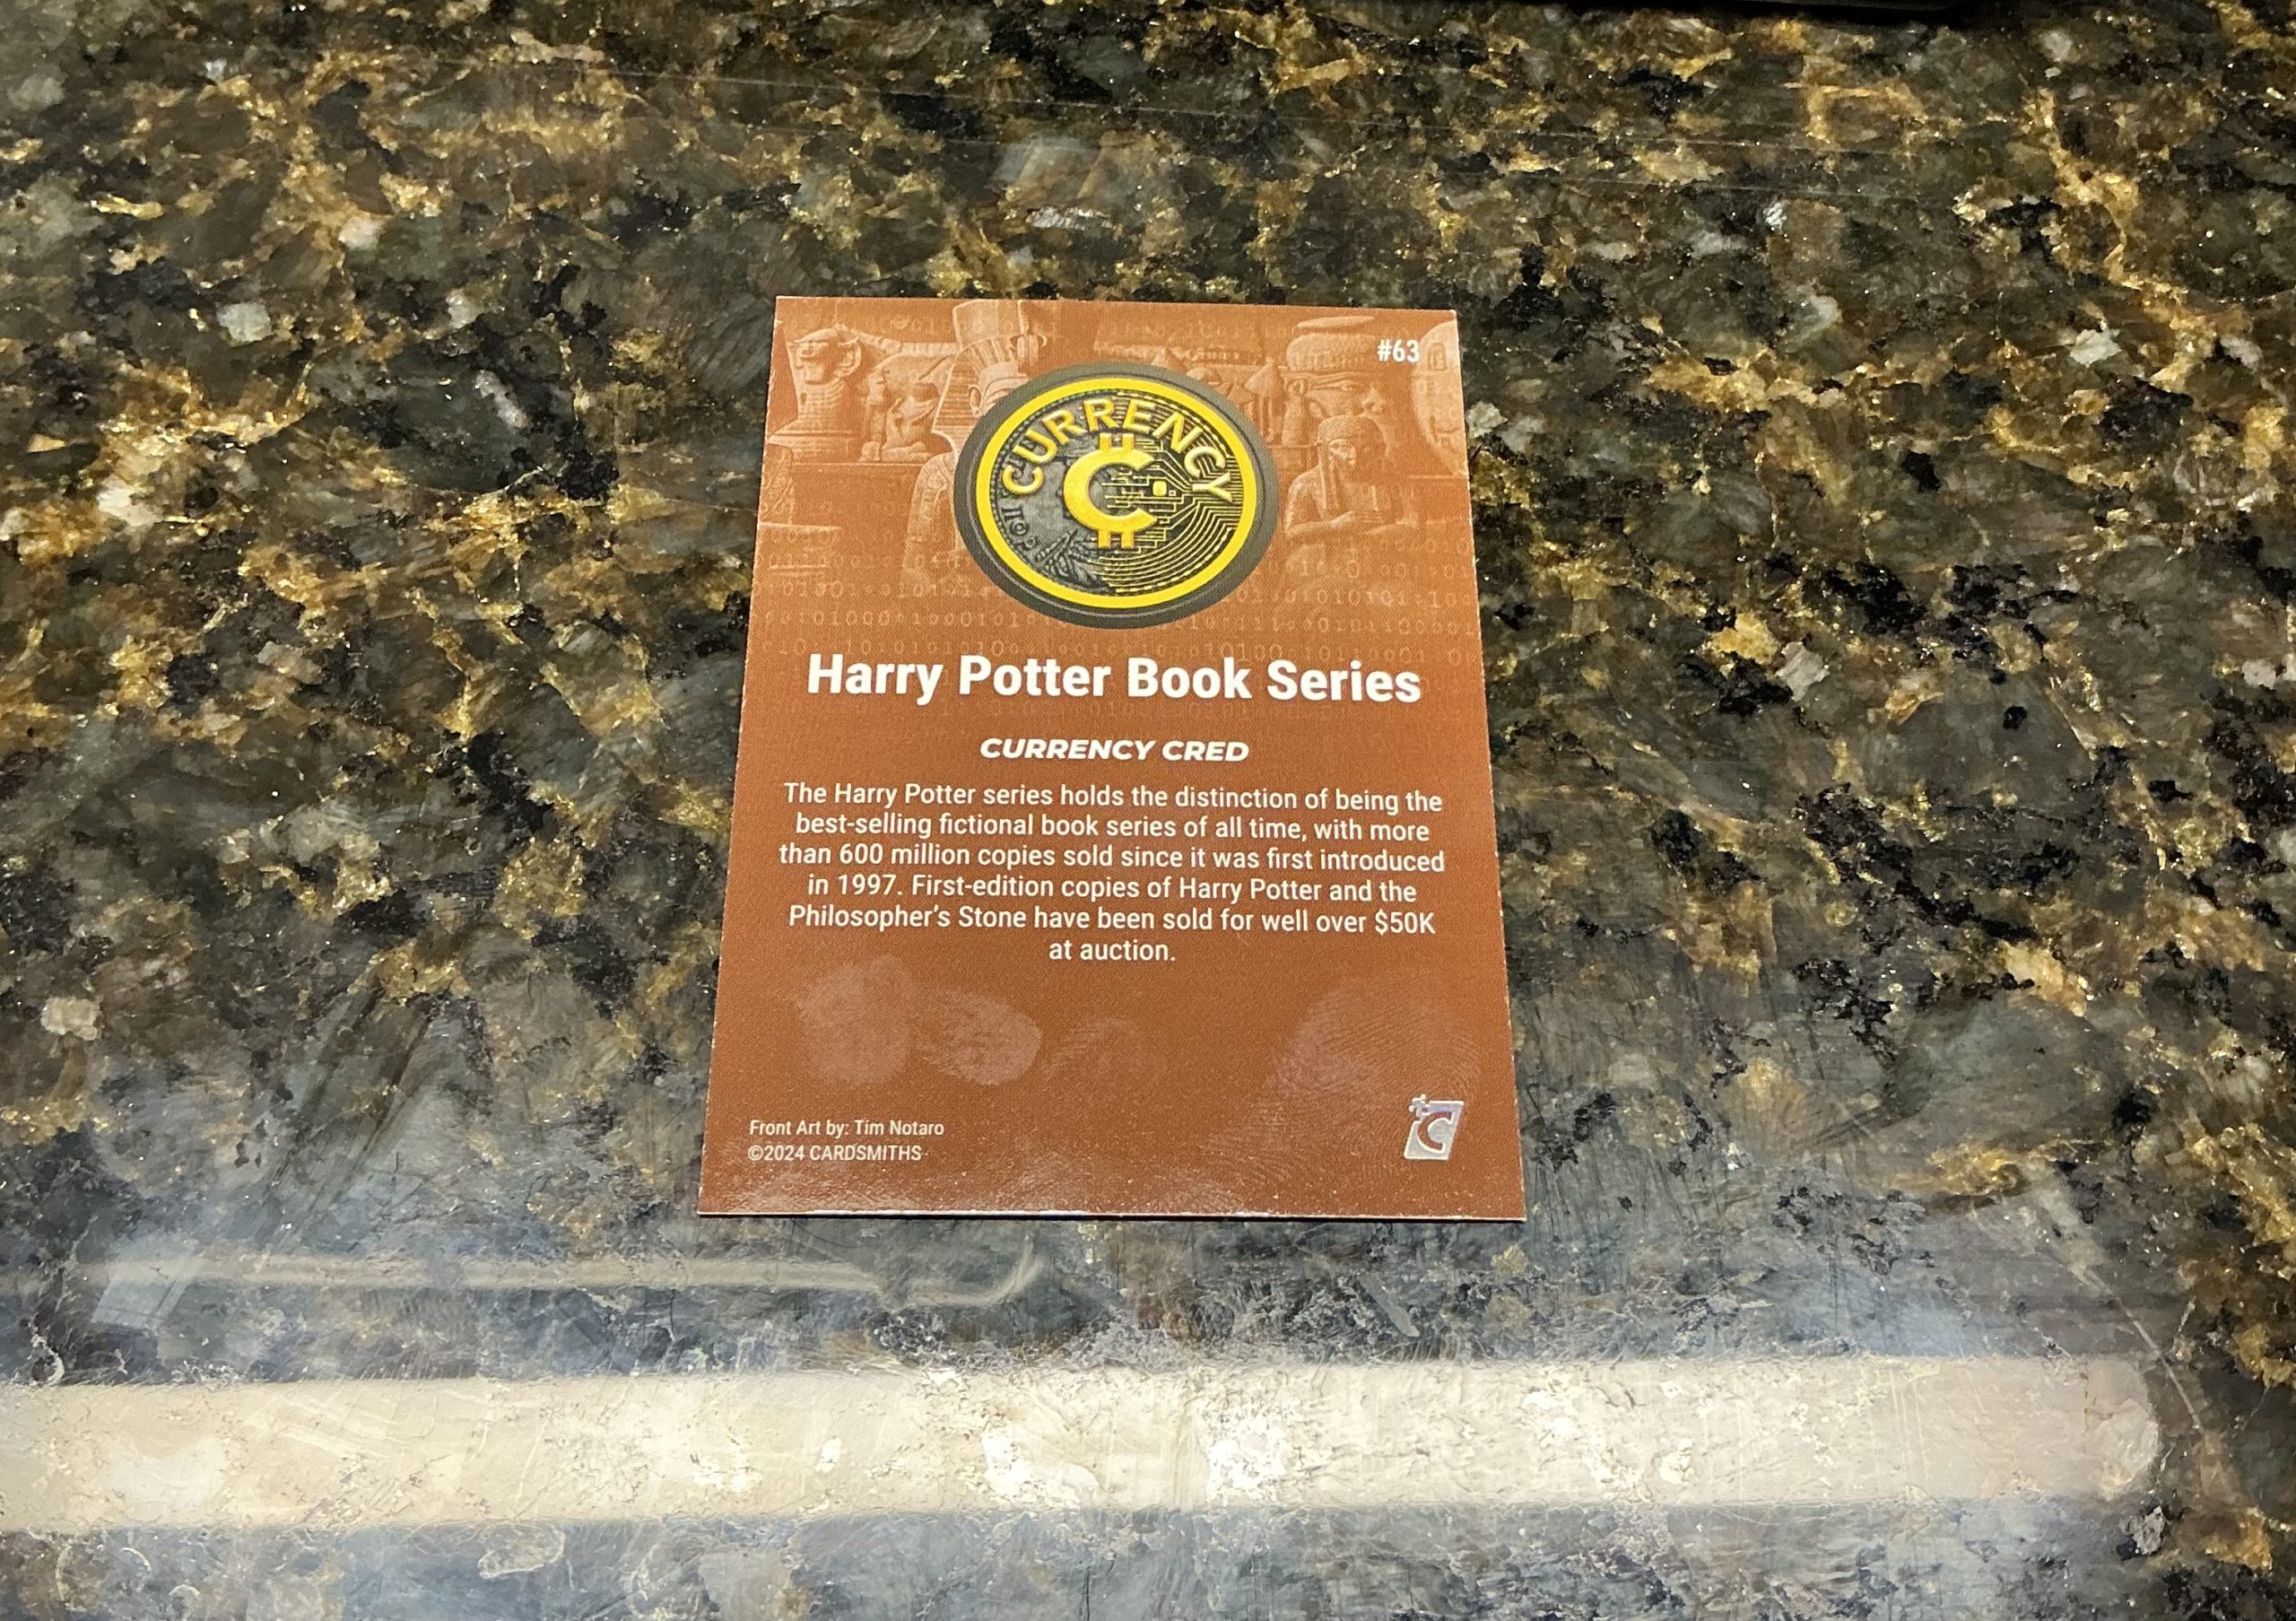 #63
CURRENCY
Harry Potter Book Series
CURRENCY CRED
The Harry Potter series holds the distinction of being the
best-selling fictional book series of all time, with more
than 600 million copies sold since it was first introduced
in 1997. First-edition copies of Harry Potter and the
Philosopher's Stone have been sold for well over $50K
at auction.
Front Art by: Tim Notaro
©2024 CARDSMITHS